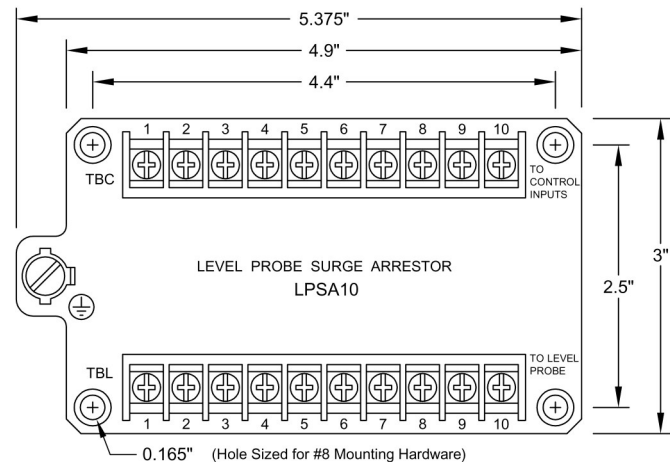 5.375"
4.9"
4.4"
1 2 3 4 5 6 7 8 9 10
TBC
TO
CONTROL
INPUTS
LEVEL PROBE SURGE ARRESTOR
LPSA10
2.5"
3"
TBL
TO LEVEL
PROBE
1 2 3 4 5 6 7 8 9 10
0.165" (Hole Sized for #8 Mounting Hardware)